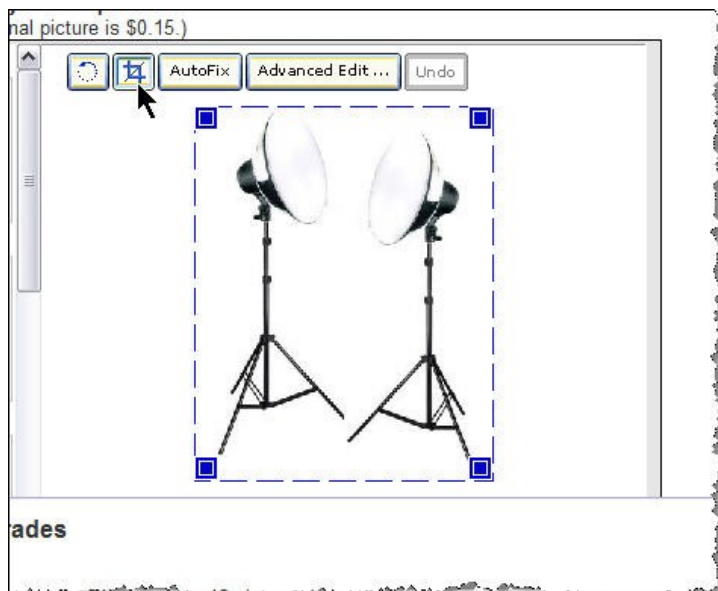 nal picture is $0.15.)
AutoFix Advanced Edit ... Undo
rades